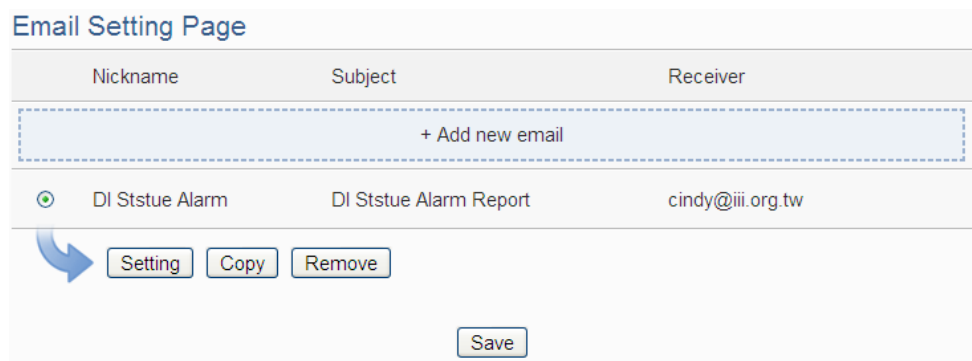 Email Setting Page
Nickname Subject Receiver
+ Add new email
DI Ststue Alarm DI Ststue Alarm Report cindy@iii.org.tw
Setting Copy Remove
Save